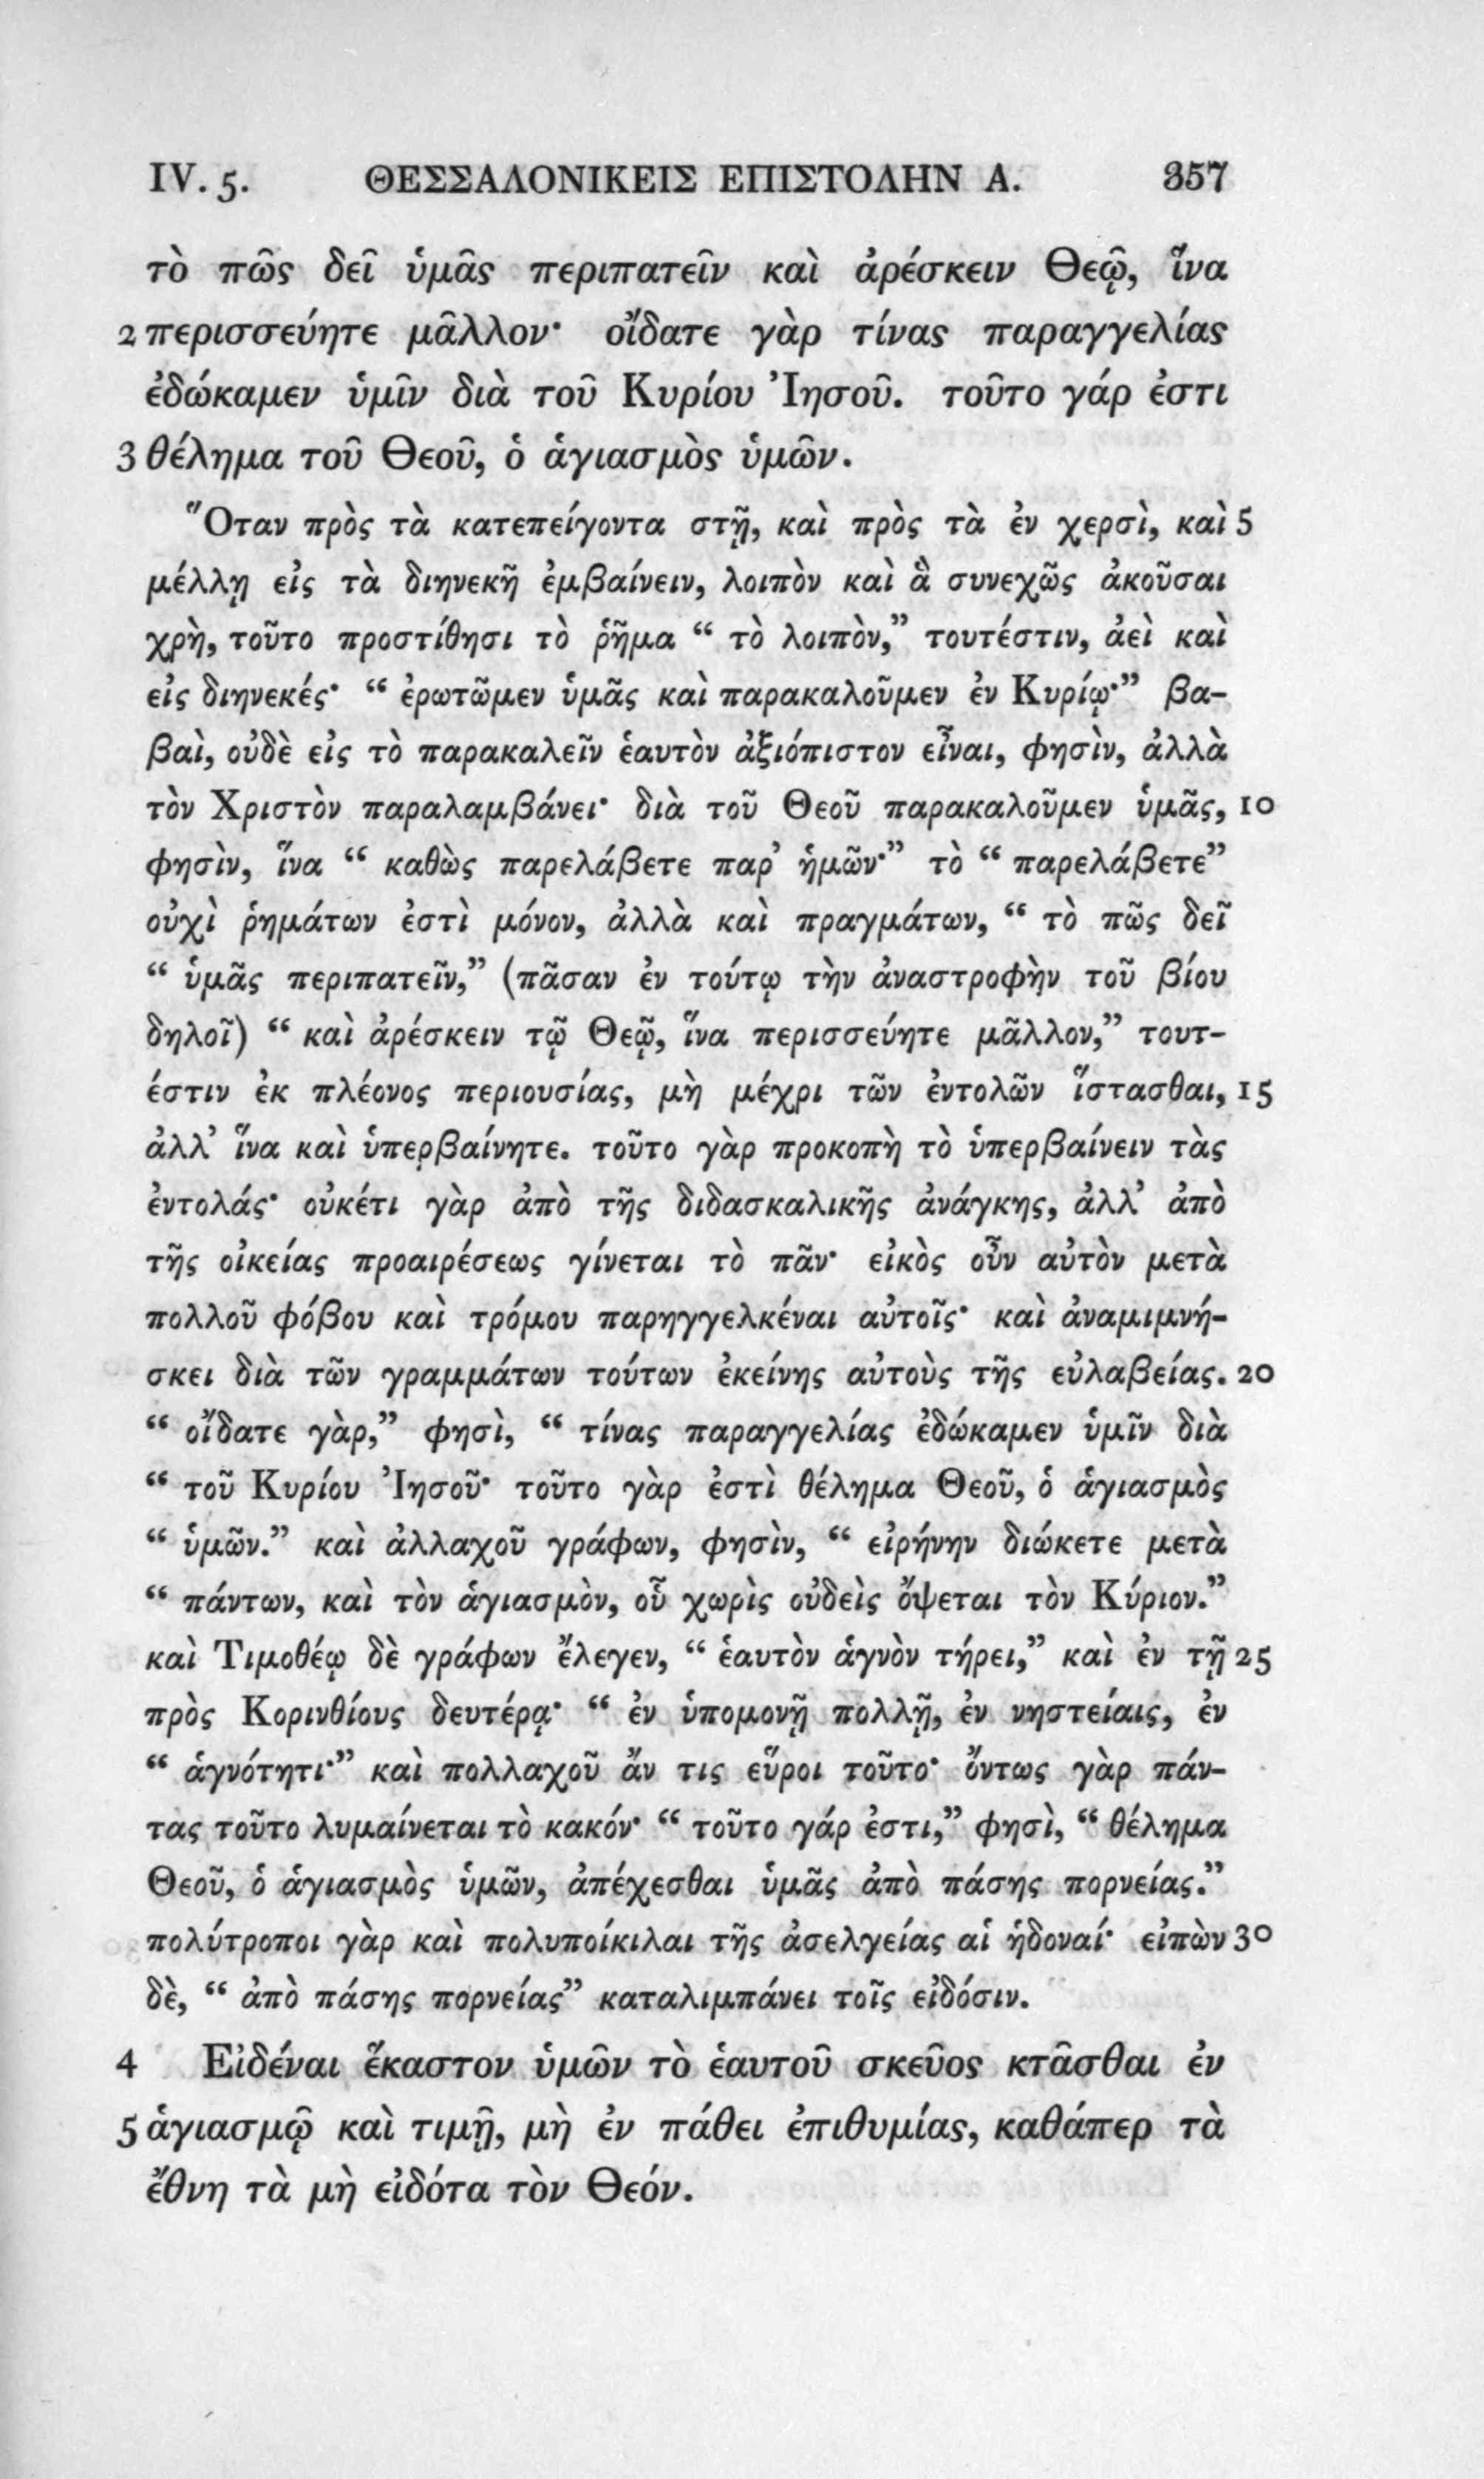 IV. 5. ΘΕΣΣΑΛΟΝΙΚΕΙΣ ΕΠΙΣΤΟΛΗΝ Α. 357
τὸ πῶς δεῖ ὑμᾶς περιπατεῖν καὶ ἀρέσκειν Θεῷ, ἵνα
2 περισσεύητε μᾶλλον· οἴδατε γὰρ τίνας παραγγελίας
ἐδώκαμεν ὑμῖν διὰ τοῦ Κυρίου Ἰησοῦ. τοῦτο γάρ ἐστι
3 θέλημα τοῦ Θεοῦ, ὁ ἁγιασμὸς ὑμῶν.
Ὅταν πρὸς τὰ κατεπείγοντα στῇ, καὶ πρὸς τὰ ἐν χερσὶ, καὶ 5
μέλλῃ εἰς τὰ διηνεκῆ ἐμβαίνειν, λοιπὸν καὶ ἃ συνεχῶς ἀκοῦσαι
χρὴ, τοῦτο προστίθησι τὸ ῥῆμα “ τὸ λοιπὸν,” τουτέστιν, ἀεὶ καὶ
εἰς διηνεκές· “ ἐρωτῶμεν ὑμᾶς καὶ παρακαλοῦμεν ἐν Κυρίῳ·” βα-
βαὶ, οὐδὲ εἰς τὸ παρακαλεῖν ἑαυτὸν ἀξιόπιστον εἶναι, φησὶν, ἀλλὰ
τὸν Χριστὸν παραλαμβάνει· διὰ τοῦ Θεοῦ παρακαλοῦμεν ὑμᾶς, 10
φησὶν, ἵνα “ καθὼς παρελάβετε παρ’ ἡμῶν·” τὸ “ παρελάβετε”
οὐχὶ ῥημάτων ἐστὶ μόνον, ἀλλὰ καὶ πραγμάτων, “ τὸ πῶς δεῖ
“ ὑμᾶς περιπατεῖν,” (πᾶσαν ἐν τούτῳ τὴν ἀναστροφὴν τοῦ βίου
δηλοῖ) “ καὶ ἀρέσκειν τῷ Θεῷ, ἵνα περισσεύητε μᾶλλον,” τουτ-
έστιν ἐκ πλέονος περιουσίας, μὴ μέχρι τῶν ἐντολῶν ἵστασθαι, 15
ἀλλ’ ἵνα καὶ ὑπερβαίνητε. τοῦτο γὰρ προκοπὴ τὸ ὑπερβαίνειν τὰς
ἐντολάς· οὐκέτι γὰρ ἀπὸ τῆς διδασκαλικῆς ἀνάγκης, ἀλλ’ ἀπὸ
τῆς οἰκείας προαιρέσεως γίνεται τὸ πᾶν· εἰκὸς οὖν αὐτὸν μετὰ
πολλοῦ φόβου καὶ τρόμου παρηγγελκέναι αὐτοῖς· καὶ ἀναμιμνή-
σκει διὰ τῶν γραμμάτων τούτων ἐκείνης αὐτοὺς τῆς εὐλαβείας. 20
“ οἴδατε γὰρ,” φησὶ, “ τίνας παραγγελίας ἐδώκαμεν ὑμῖν διὰ
“ τοῦ Κυρίου Ἰησοῦ· τοῦτο γὰρ ἐστὶ θέλημα Θεοῦ, ὁ ἁγιασμὸς
“ ὑμῶν.” καὶ ἀλλαχοῦ γράφων, φησὶν, “ εἰρήνην διώκετε μετὰ
“ πάντων, καὶ τὸν ἁγιασμὸν, οὗ χωρὶς οὐδεὶς ὄψεται τὸν Κύριον.”
καὶ Τιμοθέῳ δὲ γράφων ἔλεγεν, “ ἑαυτὸν ἁγνὸν τήρει,” καὶ ἐν τῇ 25
πρὸς Κορινθίους δευτέρᾳ· “ ἐν ὑπομονῇ πολλῇ, ἐν νηστείαις, ἐν
“ ἁγνότητι·” καὶ πολλαχοῦ ἄν τις εὕροι τοῦτο· ὄντως γὰρ πάν-
τας τοῦτο λυμαίνεται τὸ κακόν· “ τοῦτο γάρ ἐστι,” φησὶ, “ θέλημα
Θεοῦ, ὁ ἁγιασμὸς ὑμῶν, ἀπέχεσθαι ὑμᾶς ἀπὸ πάσης πορνείας.”
πολύτροποι γὰρ καὶ πολυποίκιλαι τῆς ἀσελγείας αἱ ἡδοναί· εἰπὼν 30
δὲ, “ ἀπὸ πάσης πορνείας” καταλιμπάνει τοῖς εἰδόσιν.
4 Εἰδέναι ἕκαστον ὑμῶν τὸ ἑαυτοῦ σκεῦος κτᾶσθαι ἐν
5 ἁγιασμῷ καὶ τιμῇ, μὴ ἐν πάθει ἐπιθυμίας, καθάπερ τὰ
ἔθνη τὰ μὴ εἰδότα τὸν Θεόν.